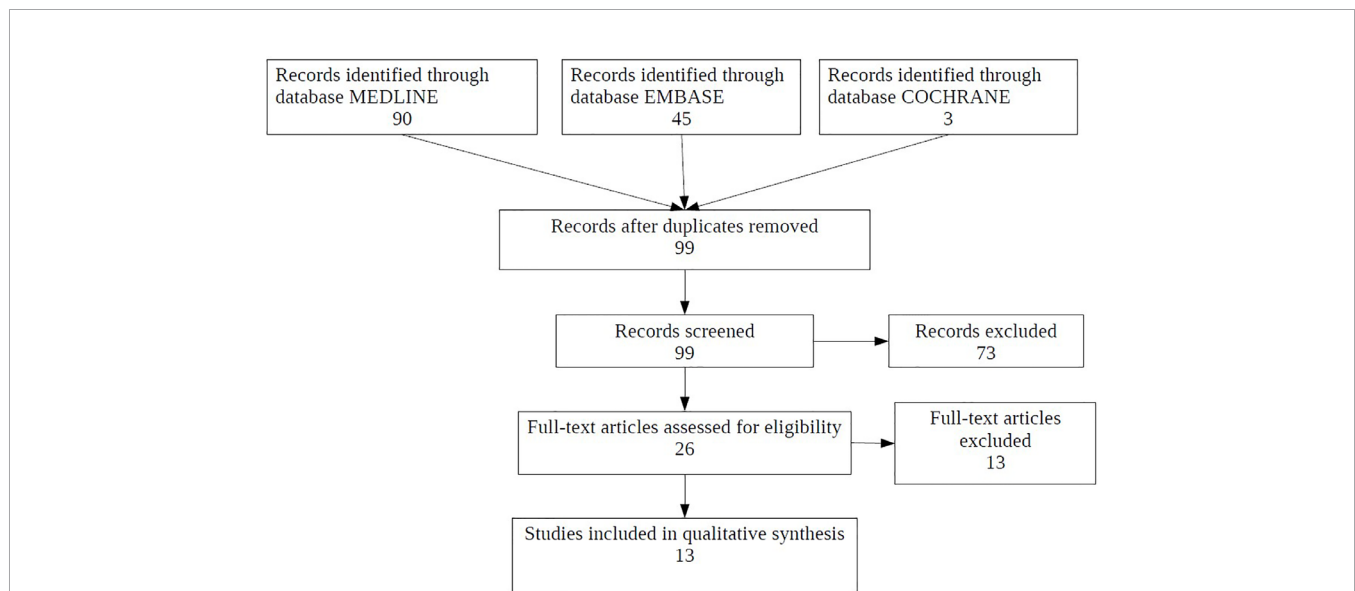 Records identified through
database MEDLINE
90
Records identified through
database EMBASE
45
Records identified through
database COCHRANE
3
Records after duplicates removed
99
Records screened
99
Records excluded
73
Full-text articles assessed for eligibility
26
Full-text articles
excluded
13
Studies included in qualitative synthesis
13